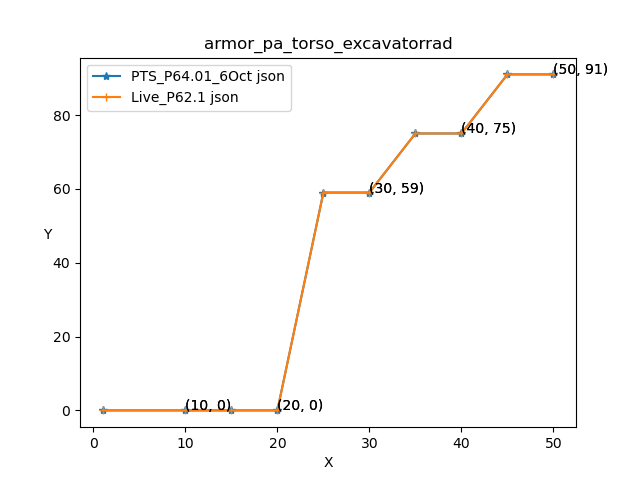 armor_pa_torso_excavatorrad
PTS_P64.01_6Oct json
Live_P62.1 json
(50, 91)
(40, 75)
(30, 59)
(10, 0)
(20, 0)
80
60
40
20
0
Y
0 10 20 30 40 50
X